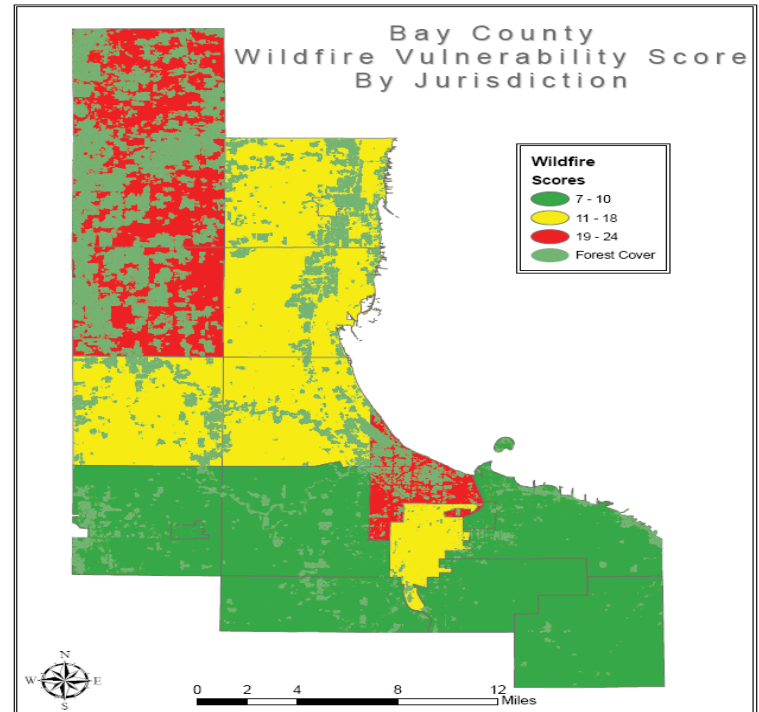 Bay County
Wildfire Vulnerability Score
By Jurisdiction
Wildfire
Scores
7 - 10
11 - 18
19 - 24
Forest Cover
N
W E
S
0 2 4 8 12
Miles